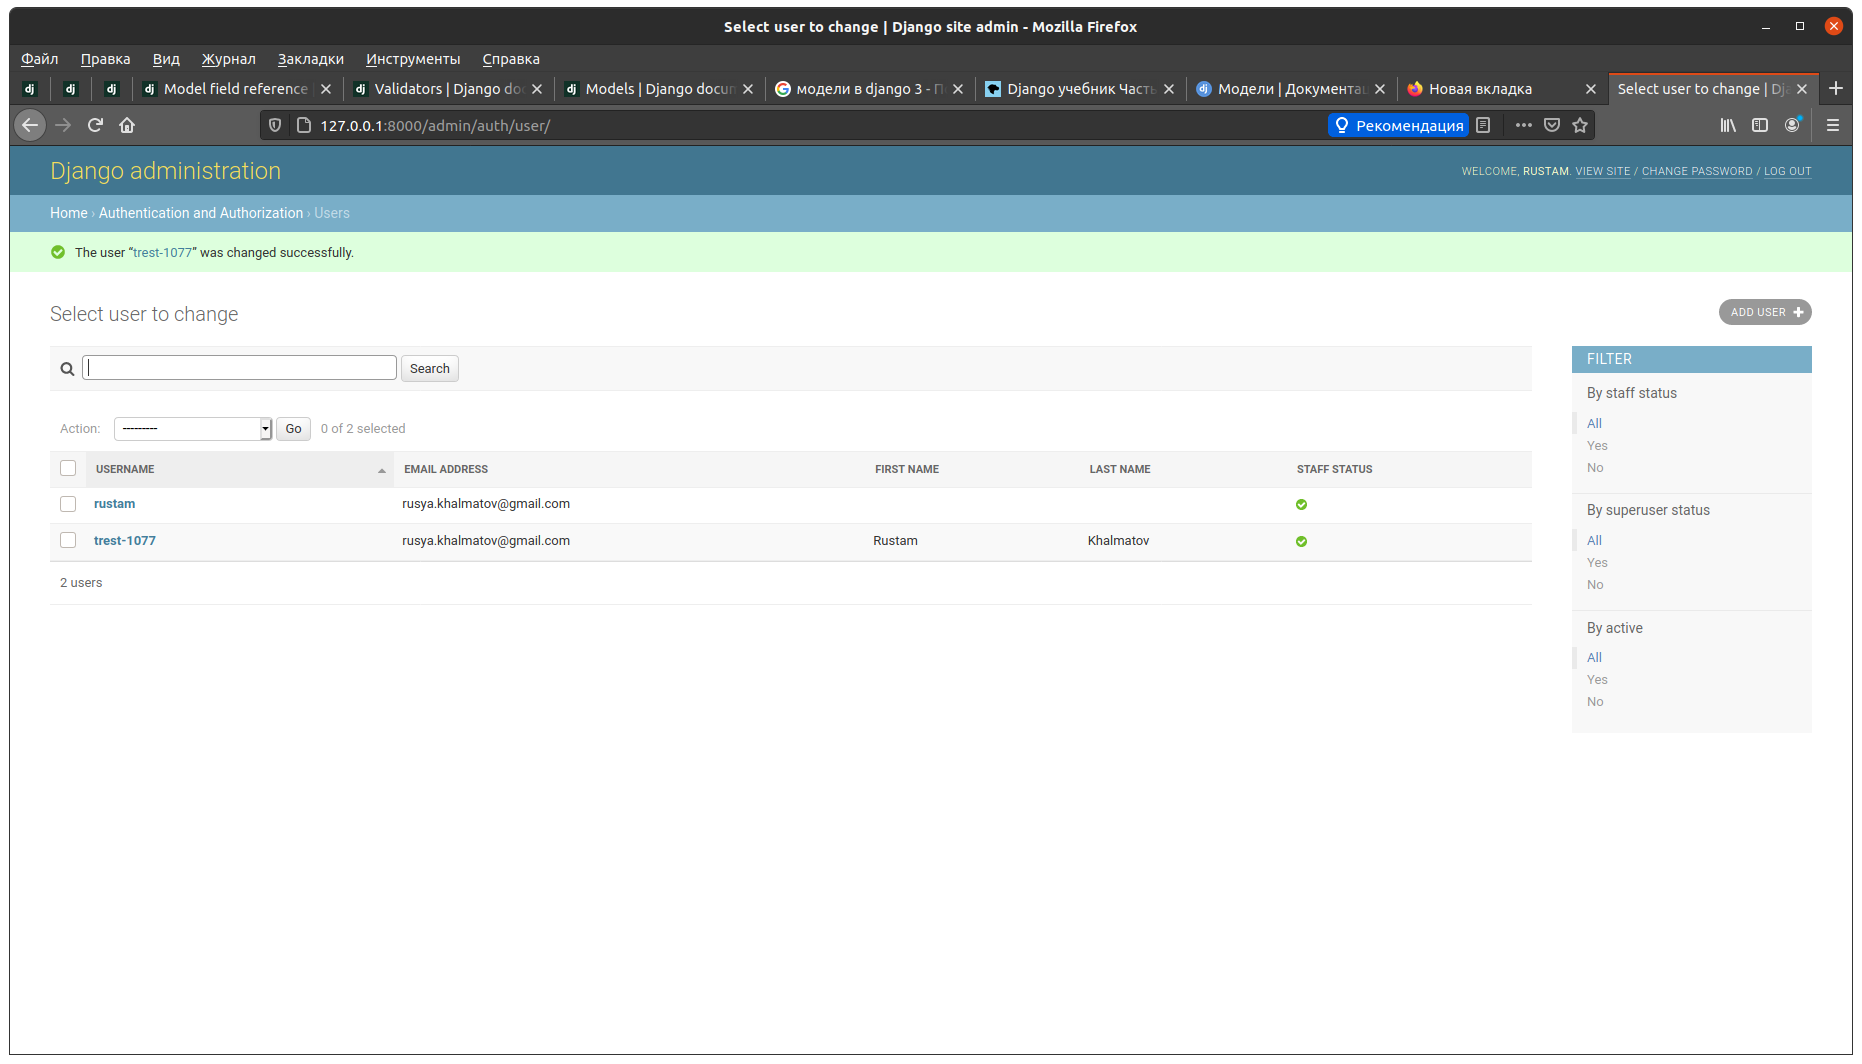 Select user to change | Django site admin - Mozilla Firefox
Файл Правка Вид Журнал Закладки Инструменты Справка
dj dj dj dj Model field reference dj Validators | Django do dj Models | Django docum G модели в django 3 - П Django учебник Часть dj Модели | Документац Новая вкладка Select user to change | Dj
127.0.0.1:8000/admin/auth/user/ Рекомендация
Django administration WELCOME, RUSTAM. VIEW SITE / CHANGE PASSWORD / LOG OUT
Home › Authentication and Authorization › Users
The user “trest-1077” was changed successfully.
Select user to change ADD USER
Search
Action: --------- Go 0 of 2 selected
USERNAME EMAIL ADDRESS FIRST NAME LAST NAME STAFF STATUS
rustam rusya.khalmatov@gmail.com
trest-1077 rusya.khalmatov@gmail.com Rustam Khalmatov
2 users
FILTER
By staff status
All
Yes
No
By superuser status
All
Yes
No
By active
All
Yes
No